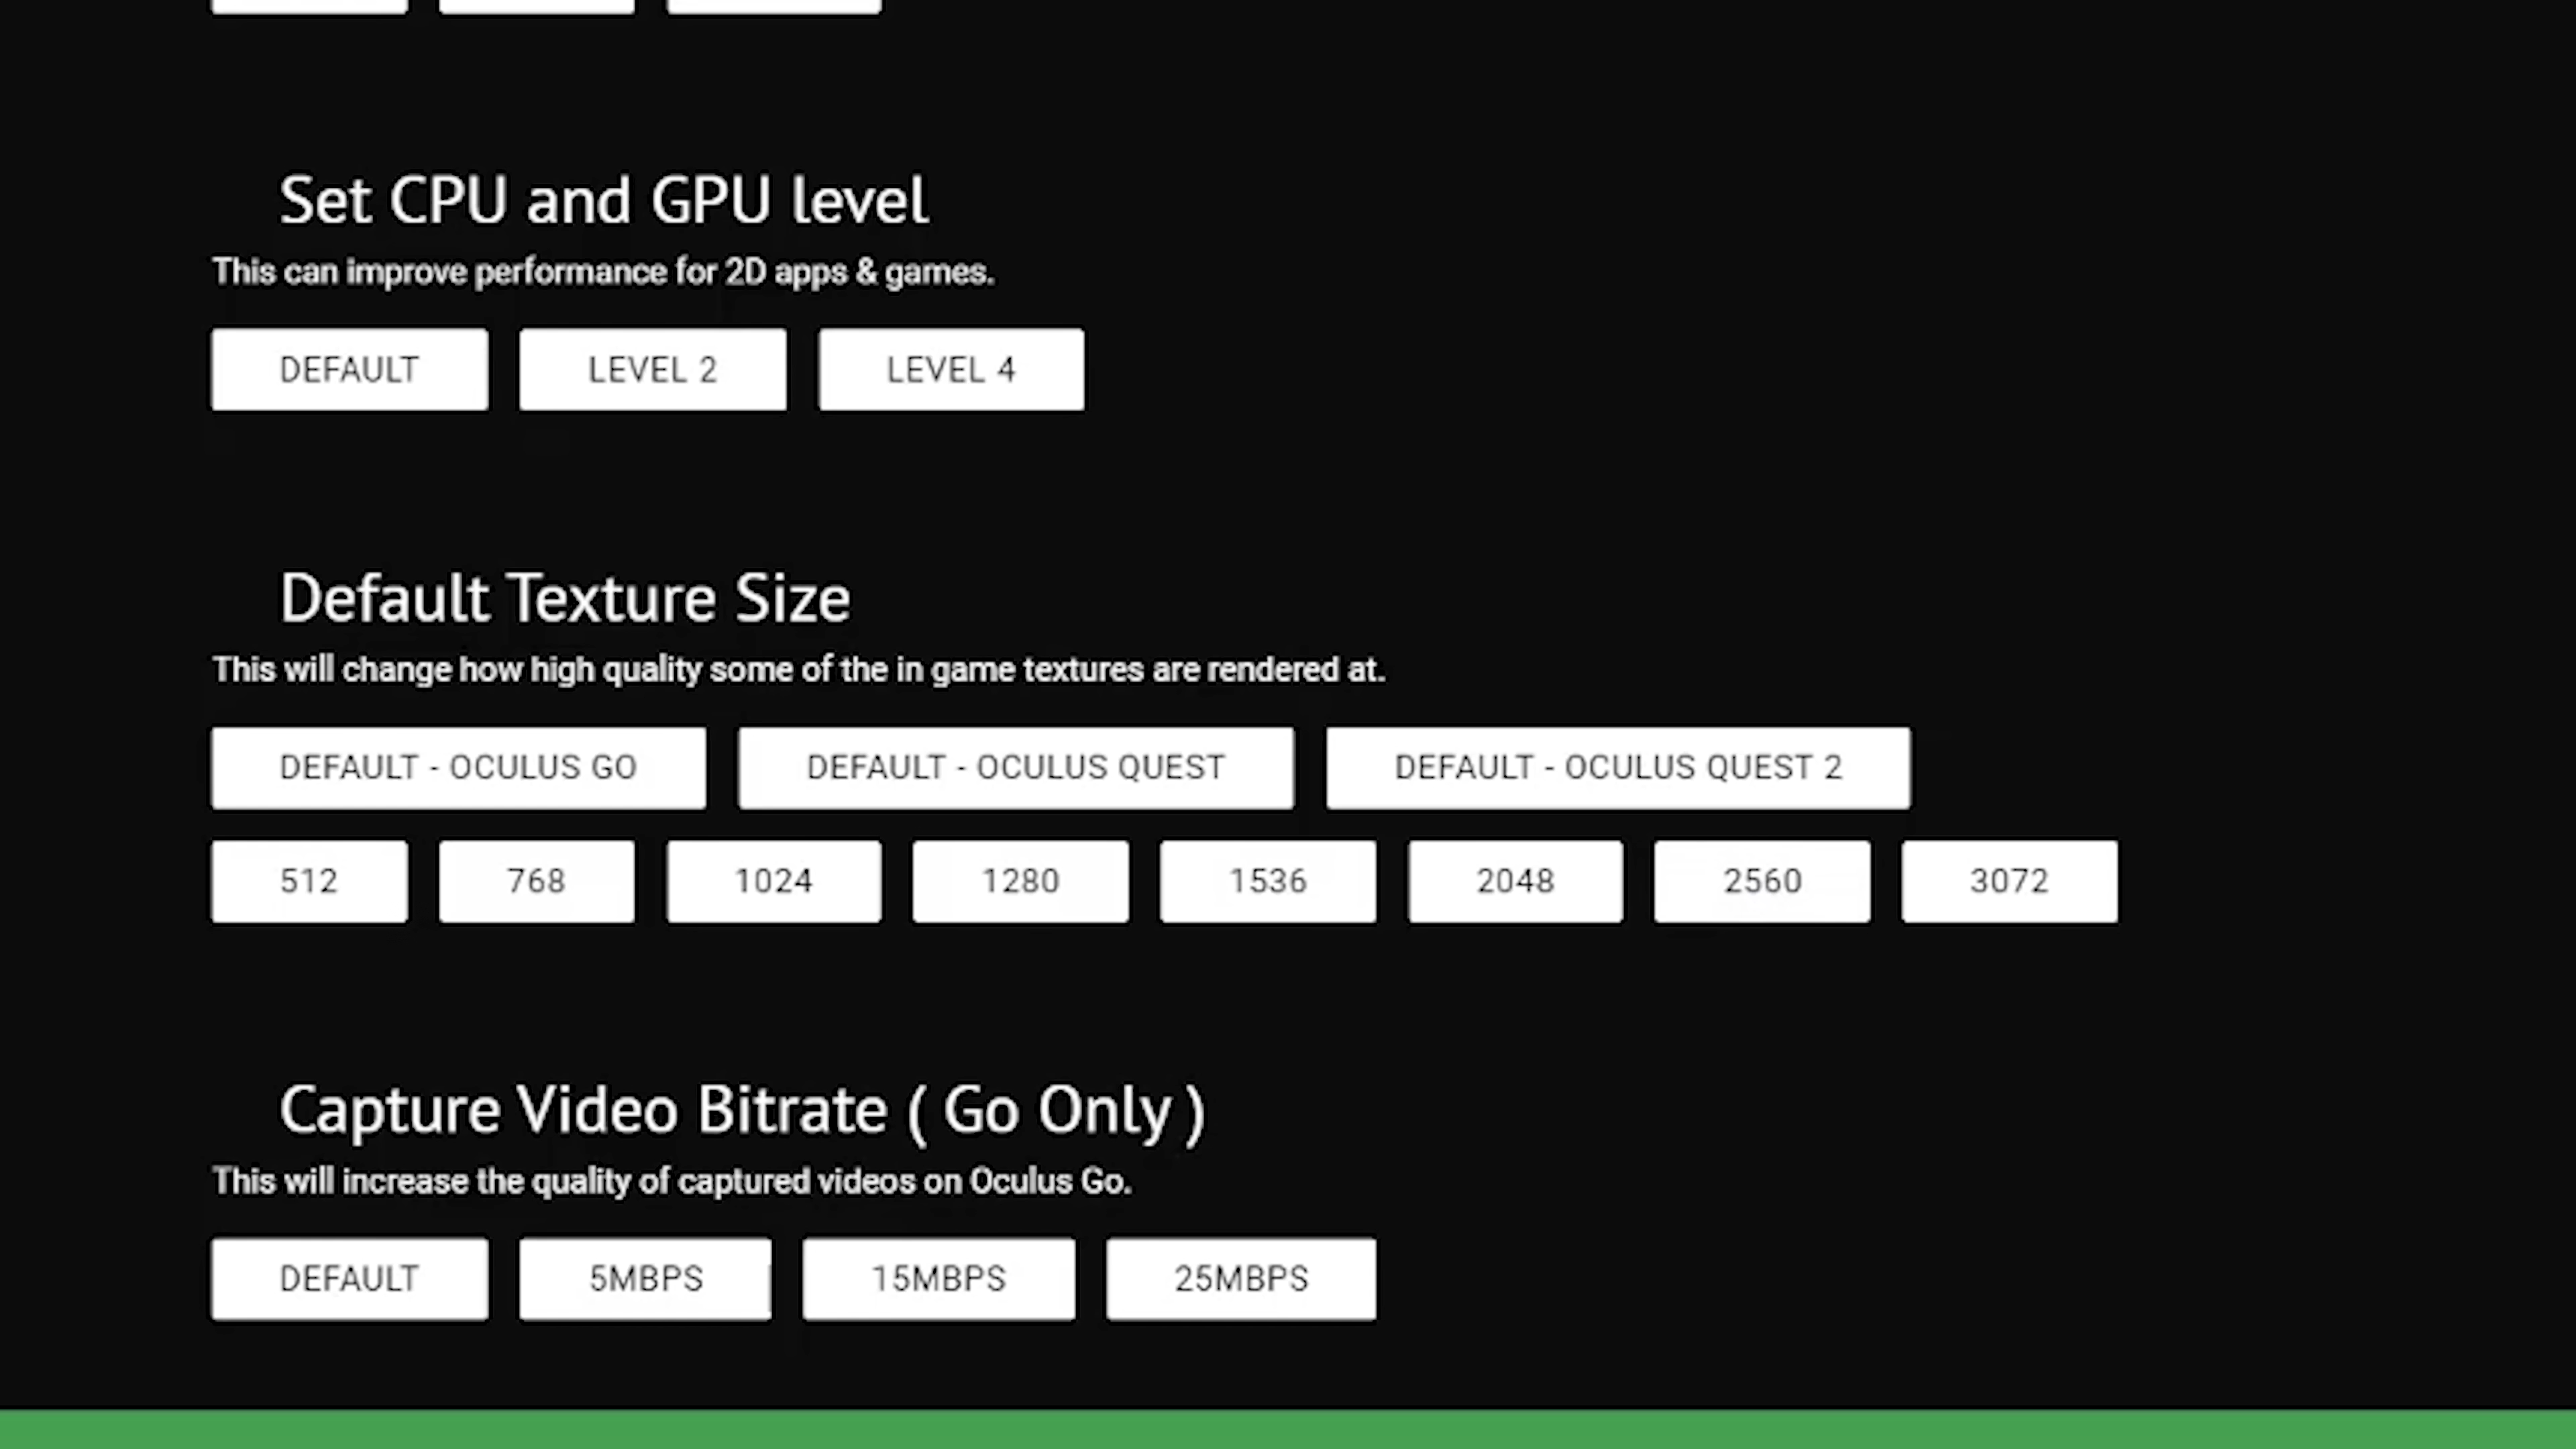 Set CPU and GPU level
This can improve performance for 2D apps & games.
DEFAULT LEVEL 2 LEVEL 4
Default Texture Size
This will change how high quality some of the in game textures are rendered at.
DEFAULT - OCULUS GO DEFAULT - OCULUS QUEST DEFAULT - OCULUS QUEST 2
512 768 1024 1280 1536 2048 2560 3072
Capture Video Bitrate ( Go Only )
This will increase the quality of captured videos on Oculus Go.
DEFAULT 5MBPS 15MBPS 25MBPS